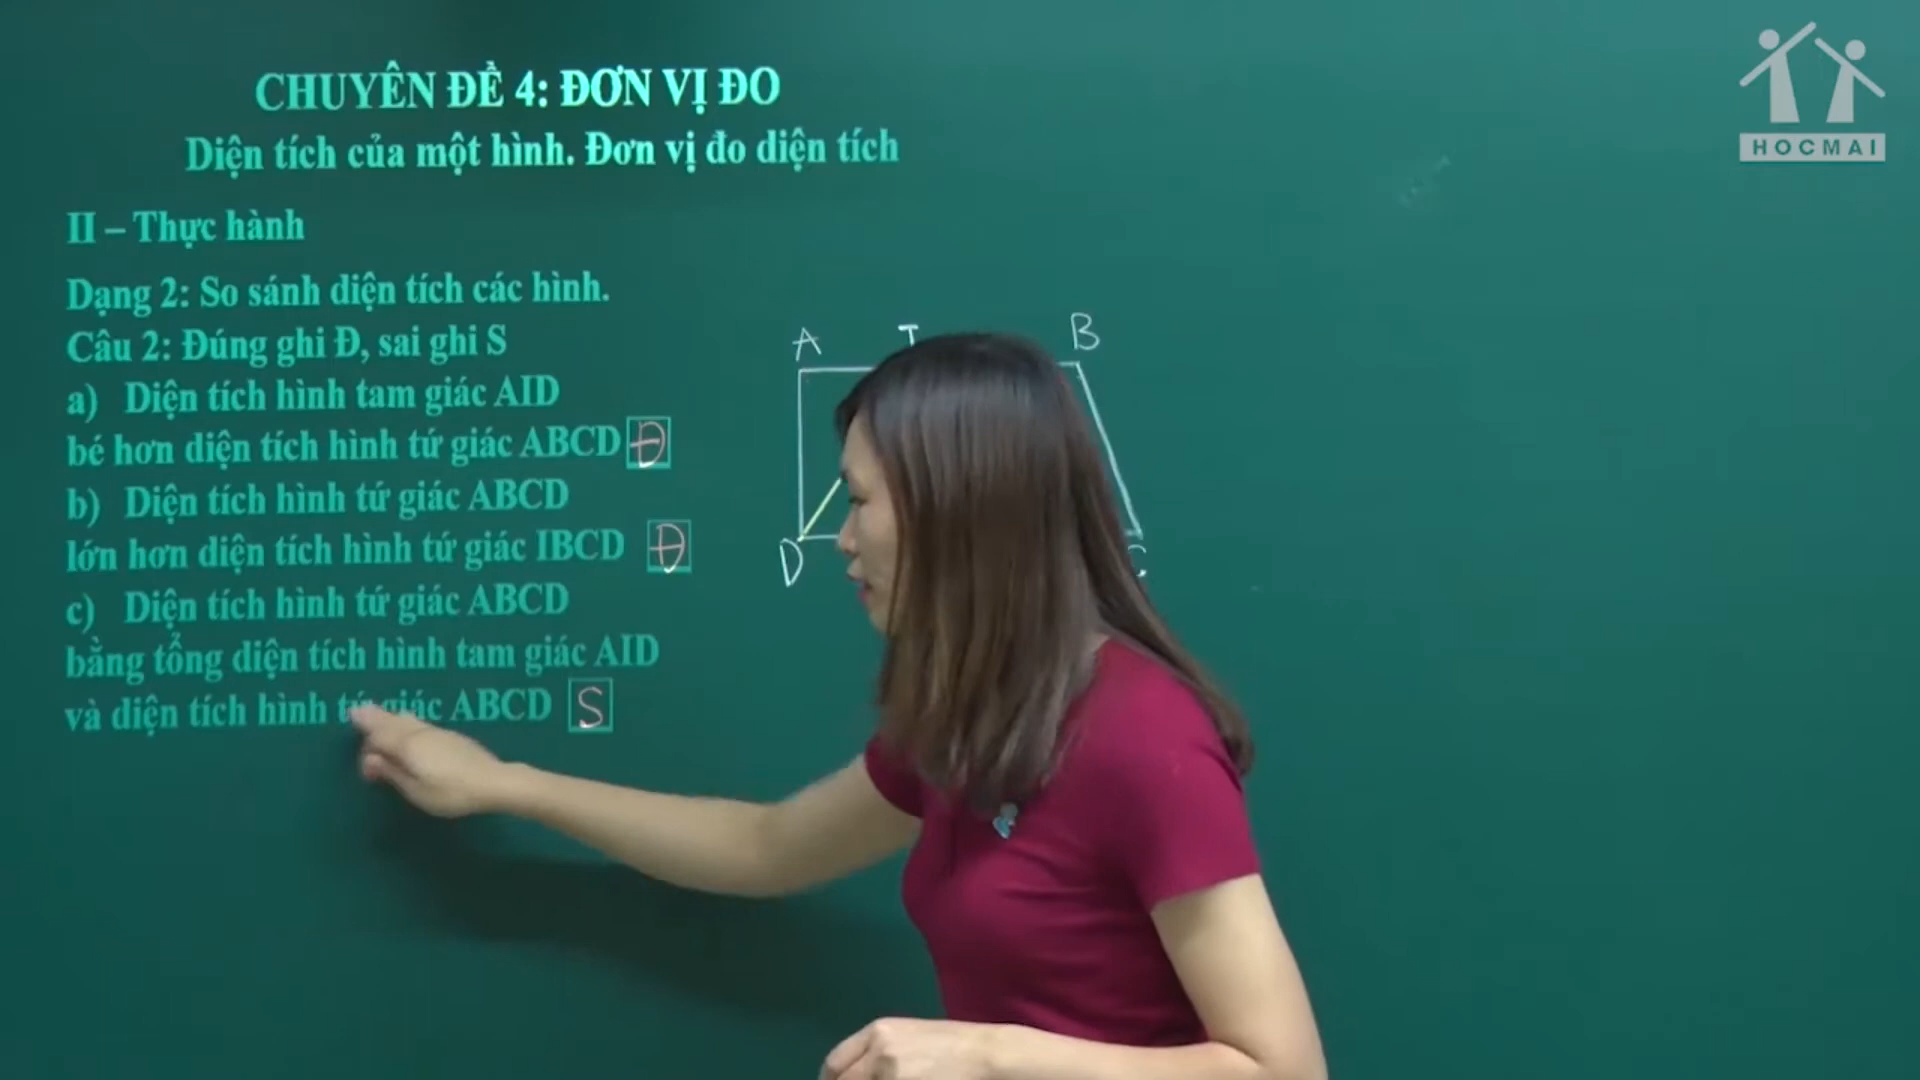 HOCMAI
CHUYÊN ĐỀ 4: ĐƠN VỊ ĐO
Diện tích của một hình. Đơn vị đo diện tích
II – Thực hành
Dạng 2: So sánh diện tích các hình.
Câu 2: Đúng ghi Đ, sai ghi S
a) Diện tích hình tam giác AID
bé hơn diện tích hình tứ giác ABCD Đ
b) Diện tích hình tứ giác ABCD
lớn hơn diện tích hình tứ giác IBCD Đ
c) Diện tích hình tứ giác ABCD
bằng tổng diện tích hình tam giác AID
và diện tích hình tứ giác ABCD S
A I B
D C